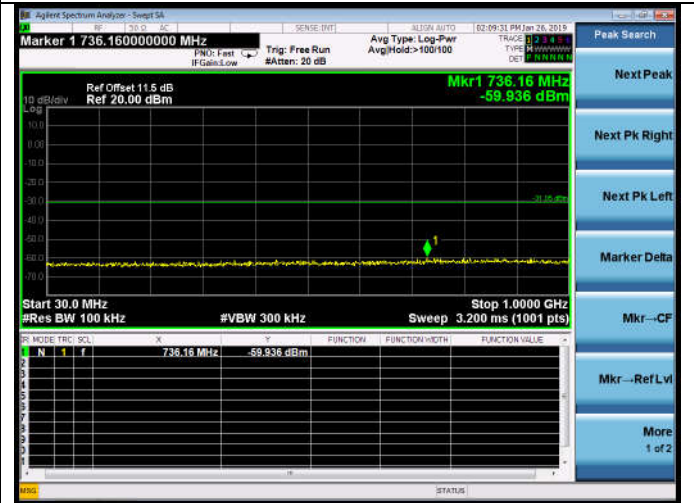 Agilent Spectrum Analyzer - Swept SA
RF 50 Ω AC SENSE:INT ALIGN AUTO 02:09:31 PM Jan 26, 2019
Marker 1 736.160000000 MHz
PNO: Fast
IFGain:Low
Trig: Free Run
#Atten: 20 dB
Avg Type: Log-Pwr
Avg|Hold:>100/100
TRACE 1 2 3 4 5 6
TYPE M WWWWW
DET P NNNNN
Peak Search
Next Peak
Next Pk Right
Next Pk Left
Marker Delta
Mkr→CF
Mkr→RefLvl
More
1 of 2
Ref Offset 11.5 dB
10 dB/div Ref 20.00 dBm
Log
Mkr1 736.16 MHz
-59.936 dBm
10.0
0.00
-10.0
-20.0
-30.0
-40.0
-50.0
-60.0
-70.0
1
Start 30.0 MHz
Stop 1.0000 GHz
#Res BW 100 kHz
#VBW 300 kHz
Sweep 3.200 ms (1001 pts)
MODE TRC SCL X Y FUNCTION FUNCTION WIDTH FUNCTION VALUE
1 N 1 f 736.16 MHz -59.936 dBm
2
3
4
5
6
7
8
9
MSG
STATUS